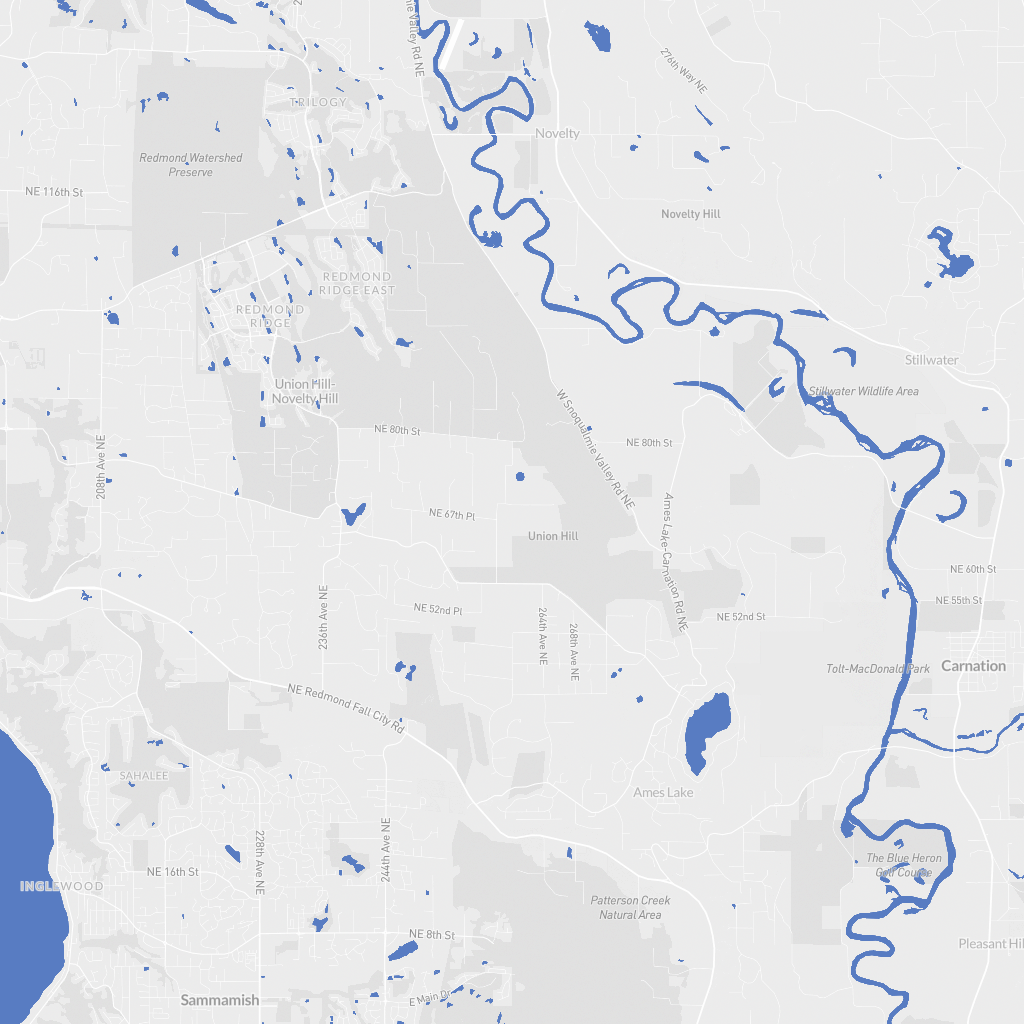 mie Valley Rd NE
276th Way NE
TRILOGY
Novelty
Redmond Watershed
Preserve
NE 116th St
Novelty Hill
REDMOND
RIDGE EAST
REDMOND
RIDGE
Stillwater
Union Hill-
Novelty Hill
Stillwater Wildlife Area
W Snoqualmie Valley Rd NE
NE 80th St
NE 80th St
208th Ave NE
NE 67th Pl
Ames Lake-Carnation Rd NE
Union Hill
NE 60th St
NE 55th St
236th Ave NE
NE 52nd Pl
264th Ave NE
268th Ave NE
NE 52nd St
Tolt-MacDonald Park
Carnation
NE Redmond Fall City Rd
SAHALEE
Ames Lake
228th Ave NE
244th Ave NE
The Blue Heron
Golf Course
NE 16th St
INGLEWOOD
Patterson Creek
Natural Area
NE 8th St
Pleasant Hil
Sammamish
E Main Dr